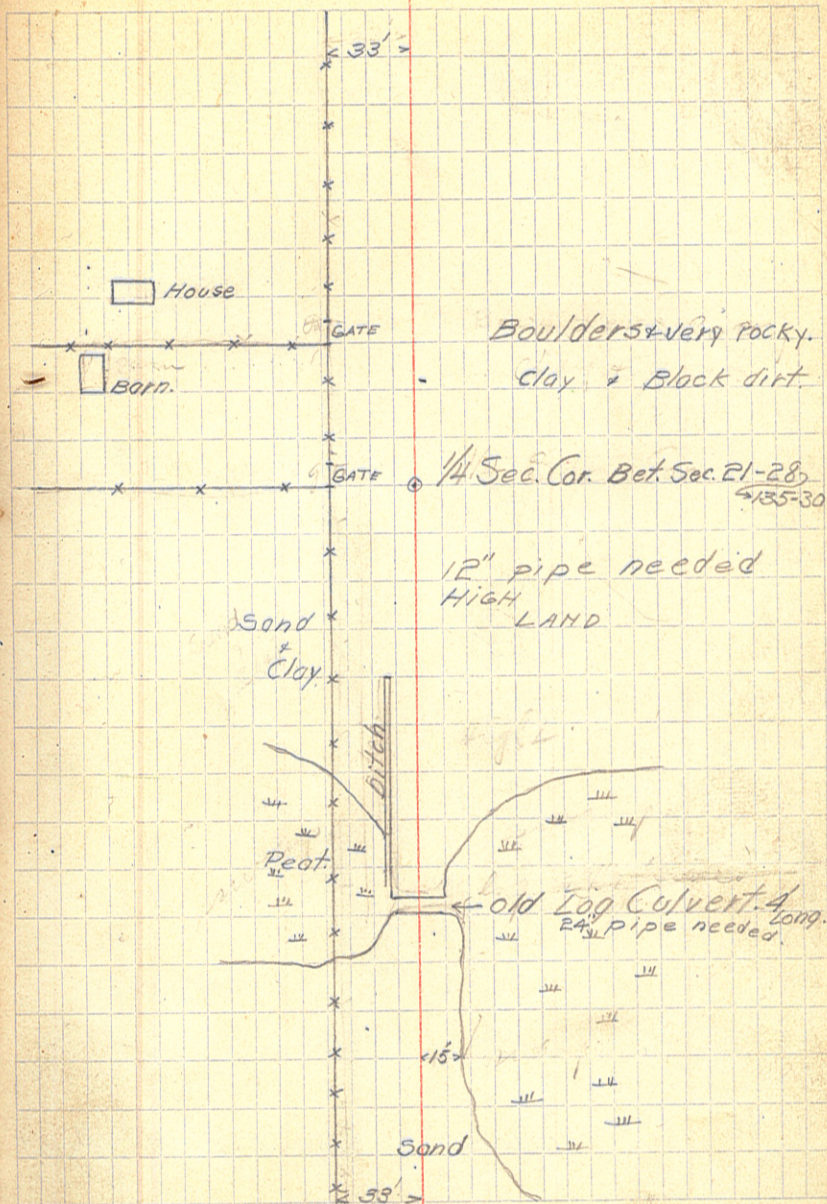 33'
House
GATE
Boulders & very rocky.
Barn.
Clay & Black dirt.
GATE
1/4 Sec. Cor. Bet. Sec. 21-28,
135-30
12" pipe needed
HIGH
LAND
Sand
&
Clay
Ditch
Peat.
old Log Culvert. 4' Long.
24" pipe needed.
15'
Sand
33'